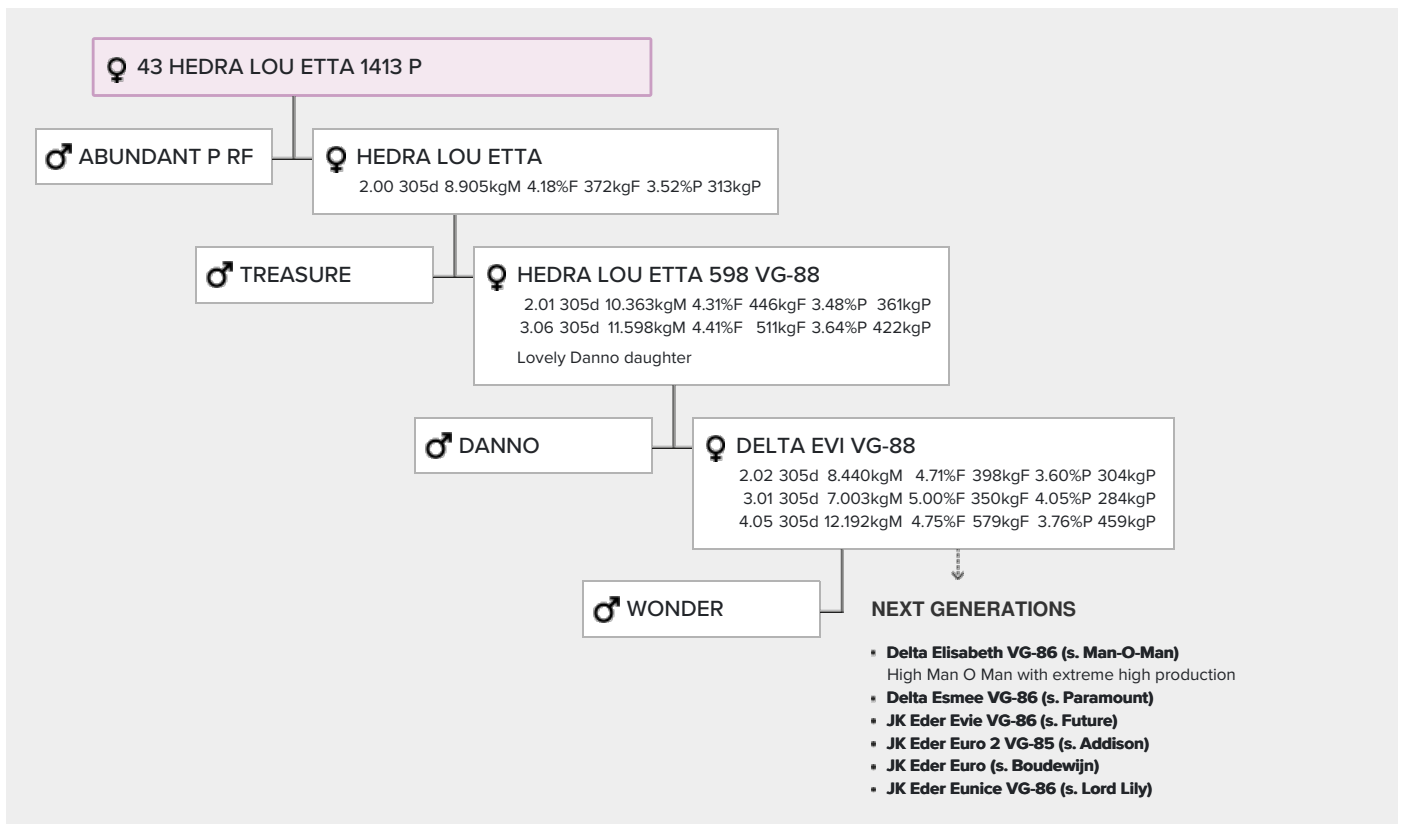 43 HEDRA LOU ETTA 1413 P
ABUNDANT P RF
HEDRA LOU ETTA
2.00 305d 8.905kgM 4.18%F 372kgF 3.52%P 313kgP
TREASURE
HEDRA LOU ETTA 598 VG-88
2.01 305d 10.363kgM 4.31%F 446kgF 3.48%P 361kgP
3.06 305d 11.598kgM 4.41%F 511kgF 3.64%P 422kgP
Lovely Danno daughter
DANNO
DELTA EVI VG-88
2.02 305d 8.440kgM 4.71%F 398kgF 3.60%P 304kgP
3.01 305d 7.003kgM 5.00%F 350kgF 4.05%P 284kgP
4.05 305d 12.192kgM 4.75%F 579kgF 3.76%P 459kgP
WONDER
NEXT GENERATIONS
Delta Elisabeth VG-86 (s. Man-O-Man)
High Man O Man with extreme high production
Delta Esmee VG-86 (s. Paramount)
JK Eder Evie VG-86 (s. Future)
JK Eder Euro 2 VG-85 (s. Addison)
JK Eder Euro (s. Boudewijn)
JK Eder Eunice VG-86 (s. Lord Lily)